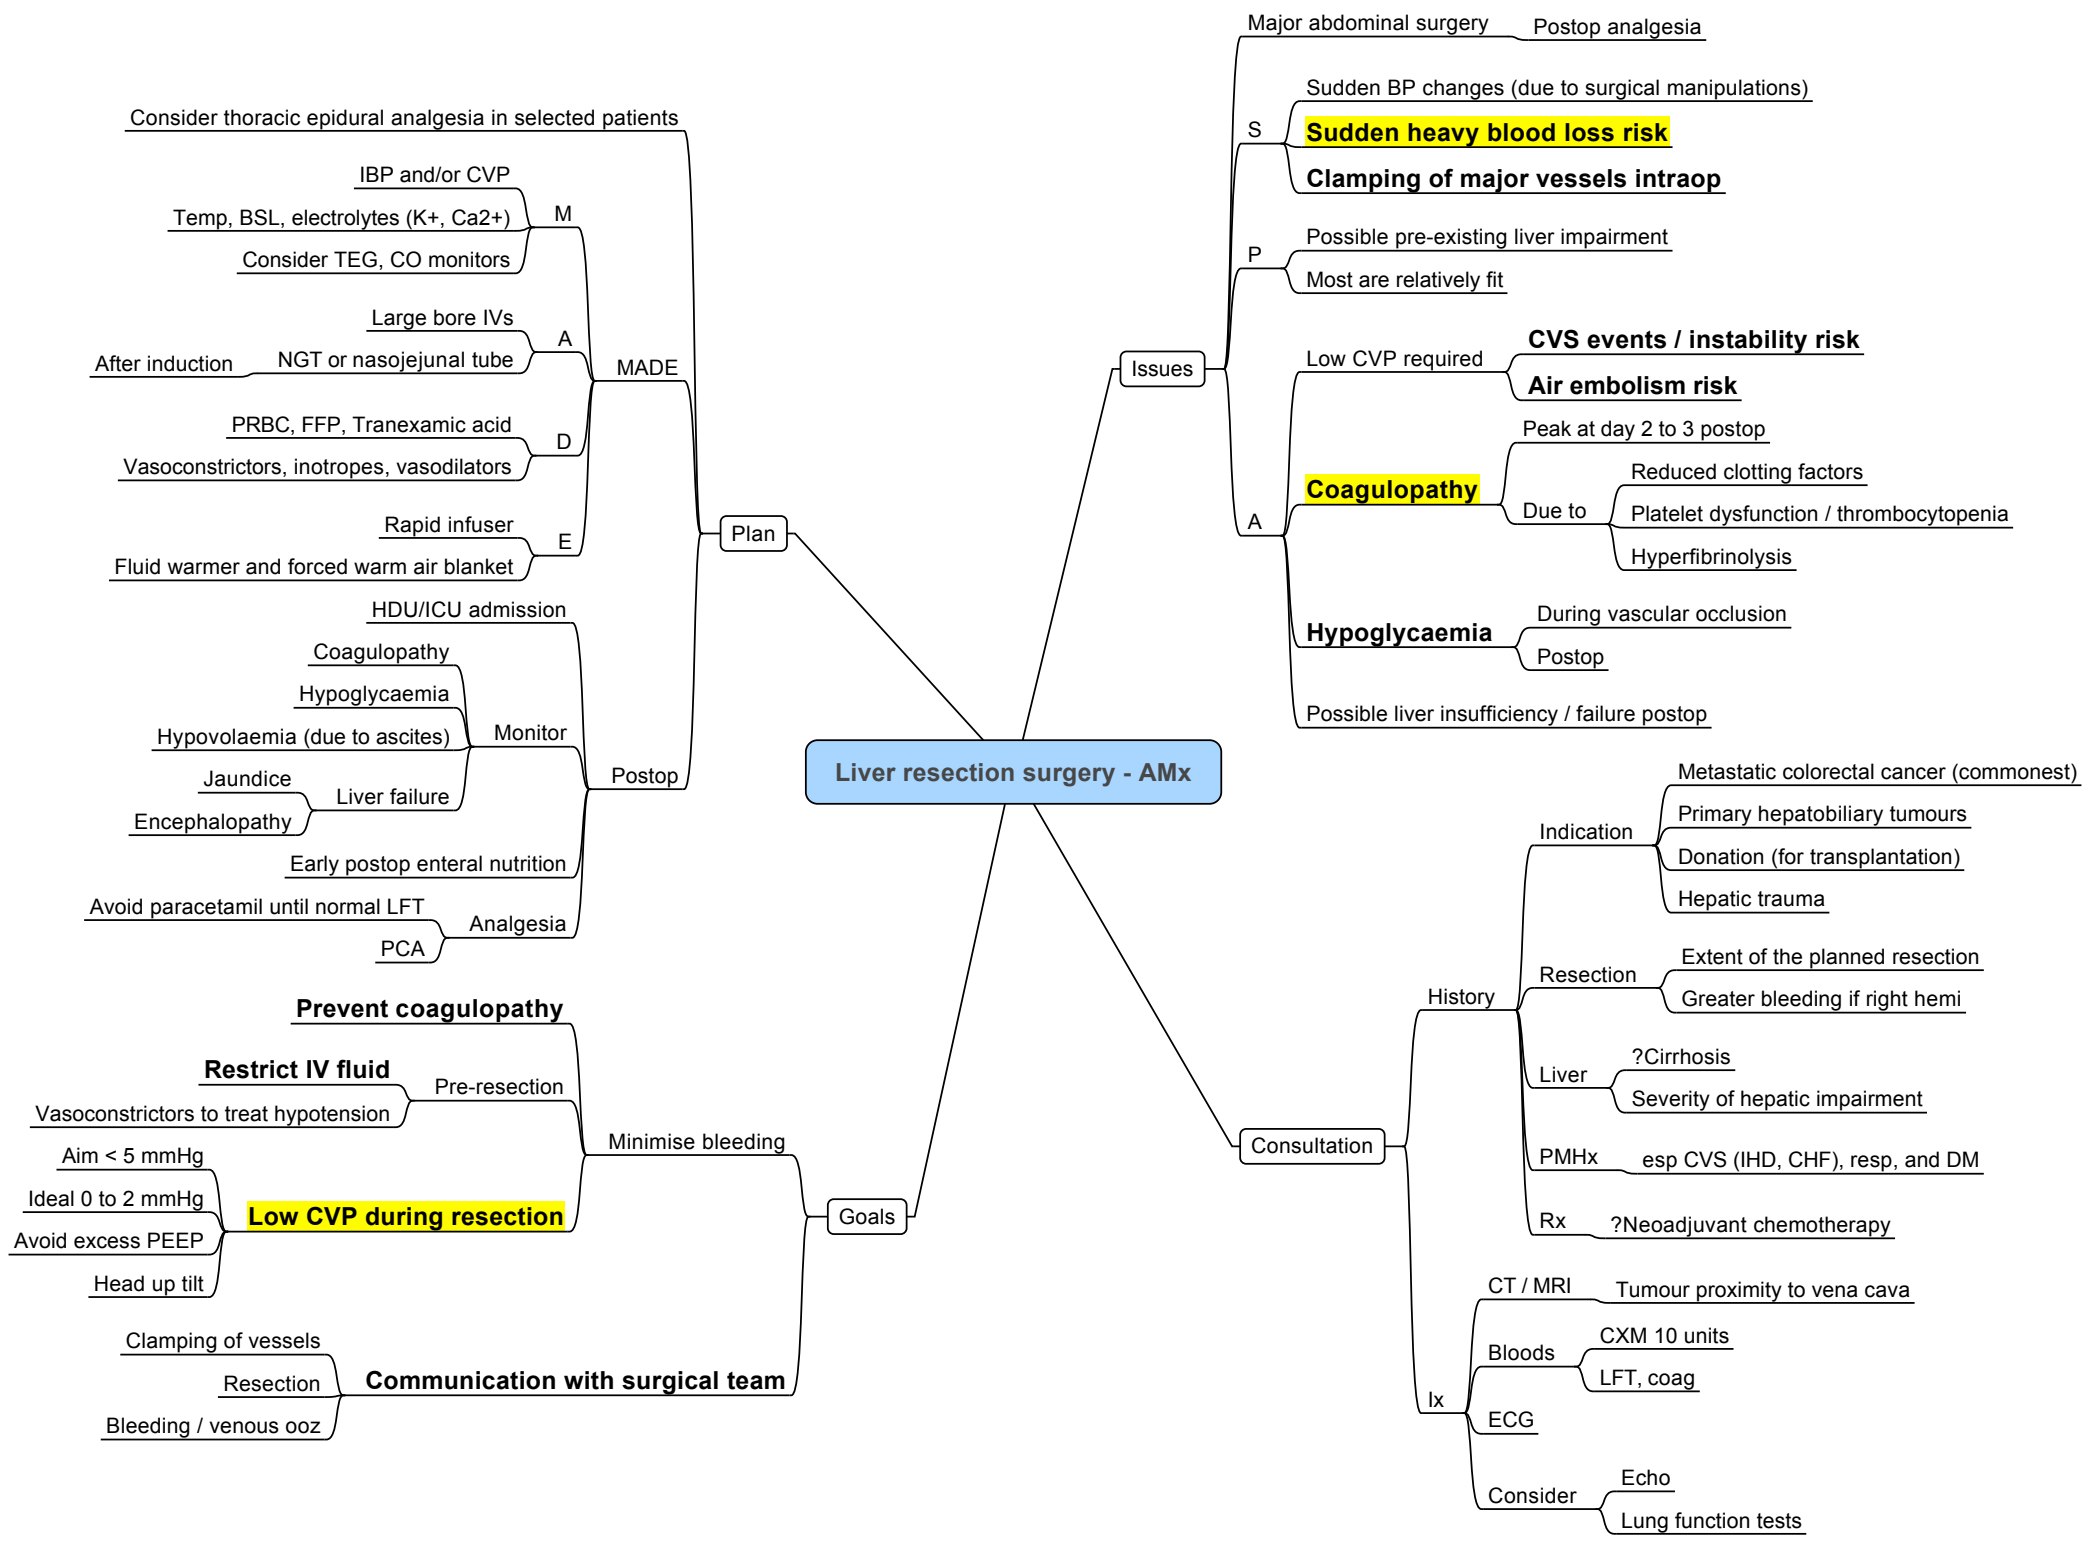 Liver resection surgery - AMx
Issues
Major abdominal surgery
Postop analgesia
S
Sudden BP changes (due to surgical manipulations)
Sudden heavy blood loss risk
Clamping of major vessels intraop
P
Possible pre-existing liver impairment
Most are relatively fit
A
Low CVP required
CVS events / instability risk
Air embolism risk
Coagulopathy
Peak at day 2 to 3 postop
Due to
Reduced clotting factors
Platelet dysfunction / thrombocytopenia
Hyperfibrinolysis
Hypoglycaemia
During vascular occlusion
Postop
Possible liver insufficiency / failure postop
Consultation
History
Indication
Metastatic colorectal cancer (commonest)
Primary hepatobiliary tumours
Donation (for transplantation)
Hepatic trauma
Resection
Extent of the planned resection
Greater bleeding if right hemi
Liver
?Cirrhosis
Severity of hepatic impairment
PMHx
esp CVS (IHD, CHF), resp, and DM
Rx
?Neoadjuvant chemotherapy
Ix
CT / MRI
Tumour proximity to vena cava
Bloods
CXM 10 units
LFT, coag
ECG
Consider
Echo
Lung function tests
Plan
Consider thoracic epidural analgesia in selected patients
MADE
M
IBP and/or CVP
Temp, BSL, electrolytes (K+, Ca2+)
Consider TEG, CO monitors
A
Large bore IVs
NGT or nasojejunal tube
After induction
D
PRBC, FFP, Tranexamic acid
Vasoconstrictors, inotropes, vasodilators
E
Rapid infuser
Fluid warmer and forced warm air blanket
Postop
HDU/ICU admission
Monitor
Coagulopathy
Hypoglycaemia
Hypovolaemia (due to ascites)
Liver failure
Jaundice
Encephalopathy
Early postop enteral nutrition
Analgesia
Avoid paracetamil until normal LFT
PCA
Goals
Minimise bleeding
Prevent coagulopathy
Pre-resection
Restrict IV fluid
Vasoconstrictors to treat hypotension
Low CVP during resection
Aim < 5 mmHg
Ideal 0 to 2 mmHg
Avoid excess PEEP
Head up tilt
Communication with surgical team
Clamping of vessels
Resection
Bleeding / venous ooz